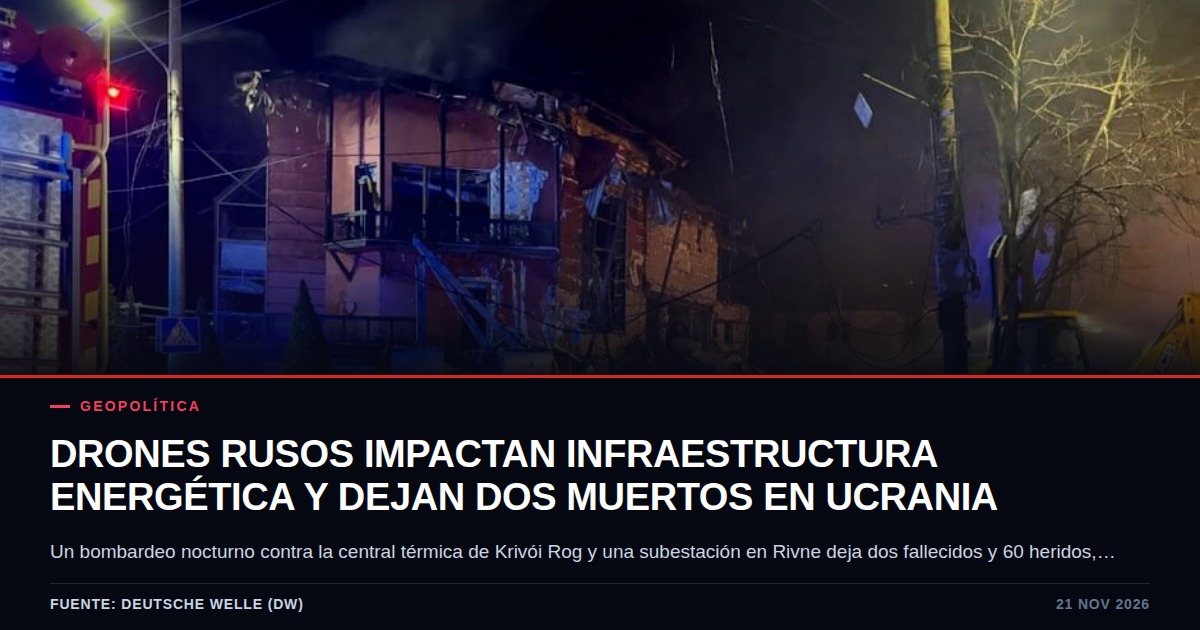 GEOPOLÍTICA
DRONES RUSOS IMPACTAN INFRAESTRUCTURA
ENERGÉTICA Y DEJAN DOS MUERTOS EN UCRANIA
Un bombardeo nocturno contra la central térmica de Krivói Rog y una subestación en Rivne deja dos fallecidos y 60 heridos,…
FUENTE: DEUTSCHE WELLE (DW)
21 NOV 2026